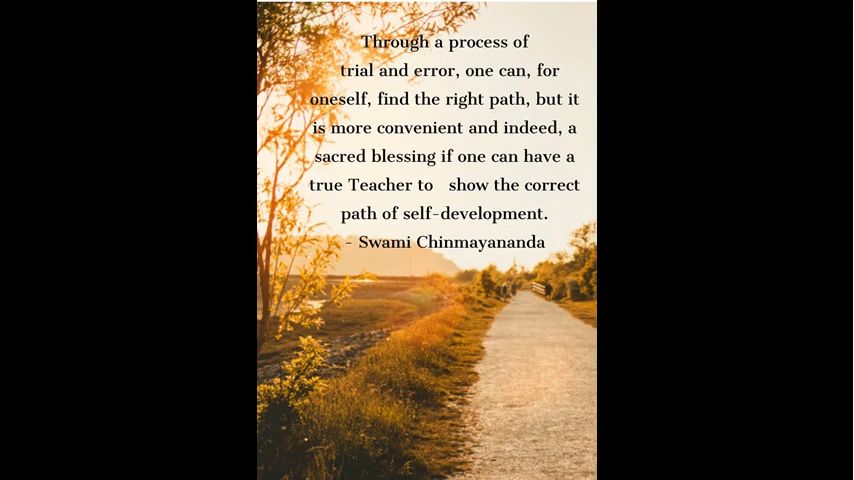 Through a process of
trial and error, one can, for
oneself, find the right path, but it
is more convenient and indeed, a
sacred blessing if one can have a
true Teacher to   show the correct
path of self-development.
- Swami Chinmayananda